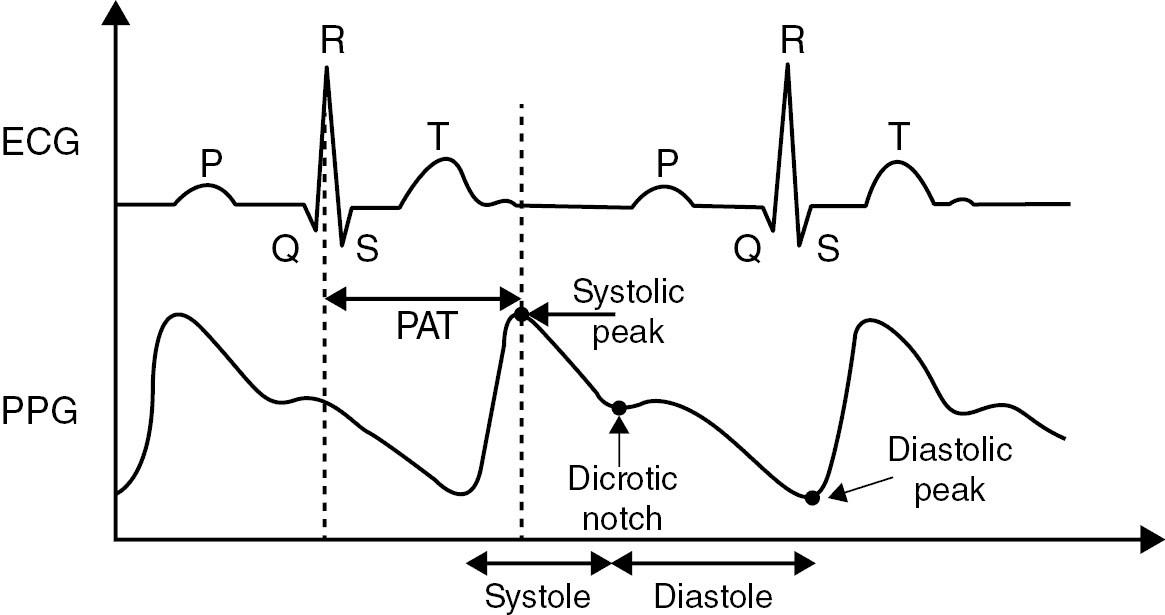 R
R
ECG
P
T
P
T
Q
S
Q
S
Systolic
peak
PAT
PPG
Dicrotic
notch
Diastolic
peak
Systole
Diastole